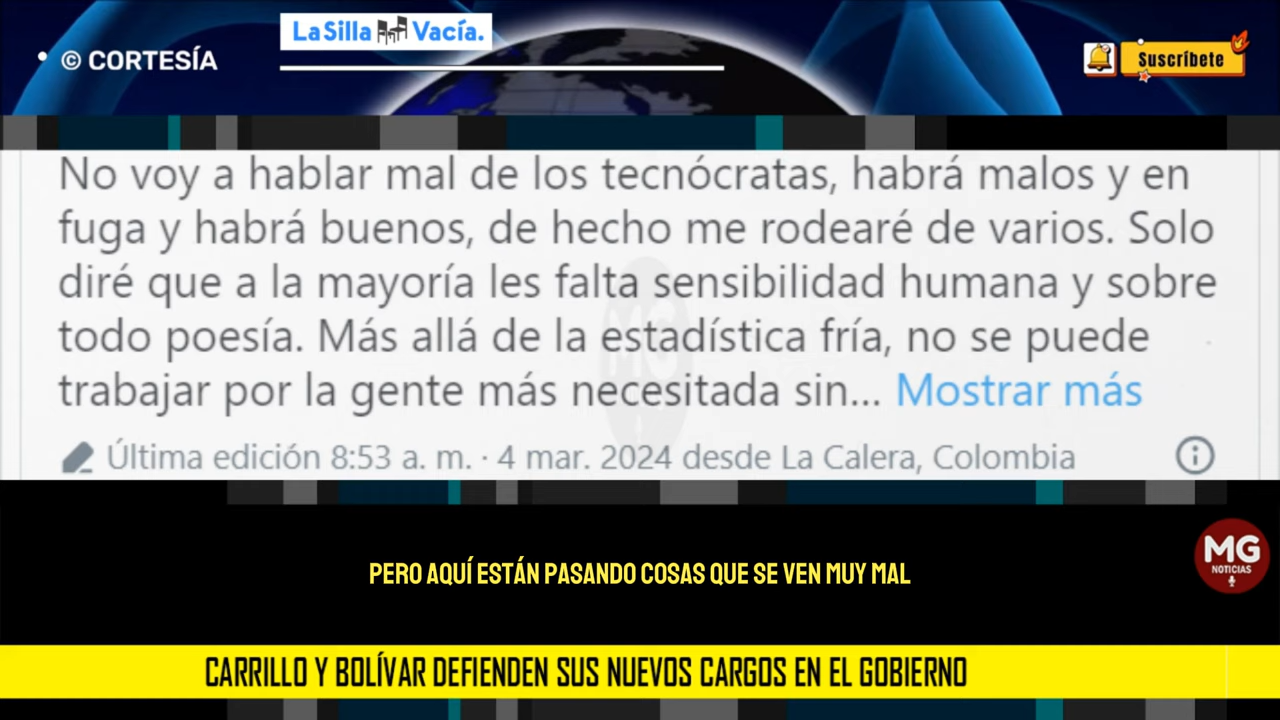 La Silla Vacía.
© CORTESÍA
Suscríbete
No voy a hablar mal de los tecnócratas, habrá malos y en
fuga y habrá buenos, de hecho me rodearé de varios. Solo
diré que a la mayoría les falta sensibilidad humana y sobre
todo poesía. Más allá de la estadística fría, no se puede
trabajar por la gente más necesitada sin... Mostrar más
Última edición 8:53 a. m. · 4 mar. 2024 desde La Calera, Colombia
MG
NOTICIAS
PERO AQUÍ ESTÁN PASANDO COSAS QUE SE VEN MUY MAL
CARRILLO Y BOLÍVAR DEFIENDEN SUS NUEVOS CARGOS EN EL GOBIERNO